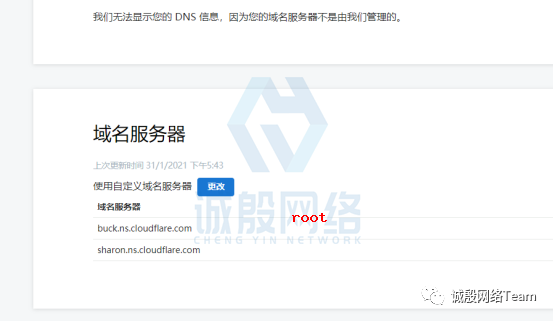 我们无法显示您的 DNS 信息，因为您的域名服务器不是由我们管理的。
域名服务器
上次更新时间 31/1/2021 下午5:43
使用自定义域名服务器 更改
域名服务器
诚殷网络
root
buck.ns.cloudflare.com
CHENG YIN NETWORK
sharon.ns.cloudflare.com
诚殷网络Team